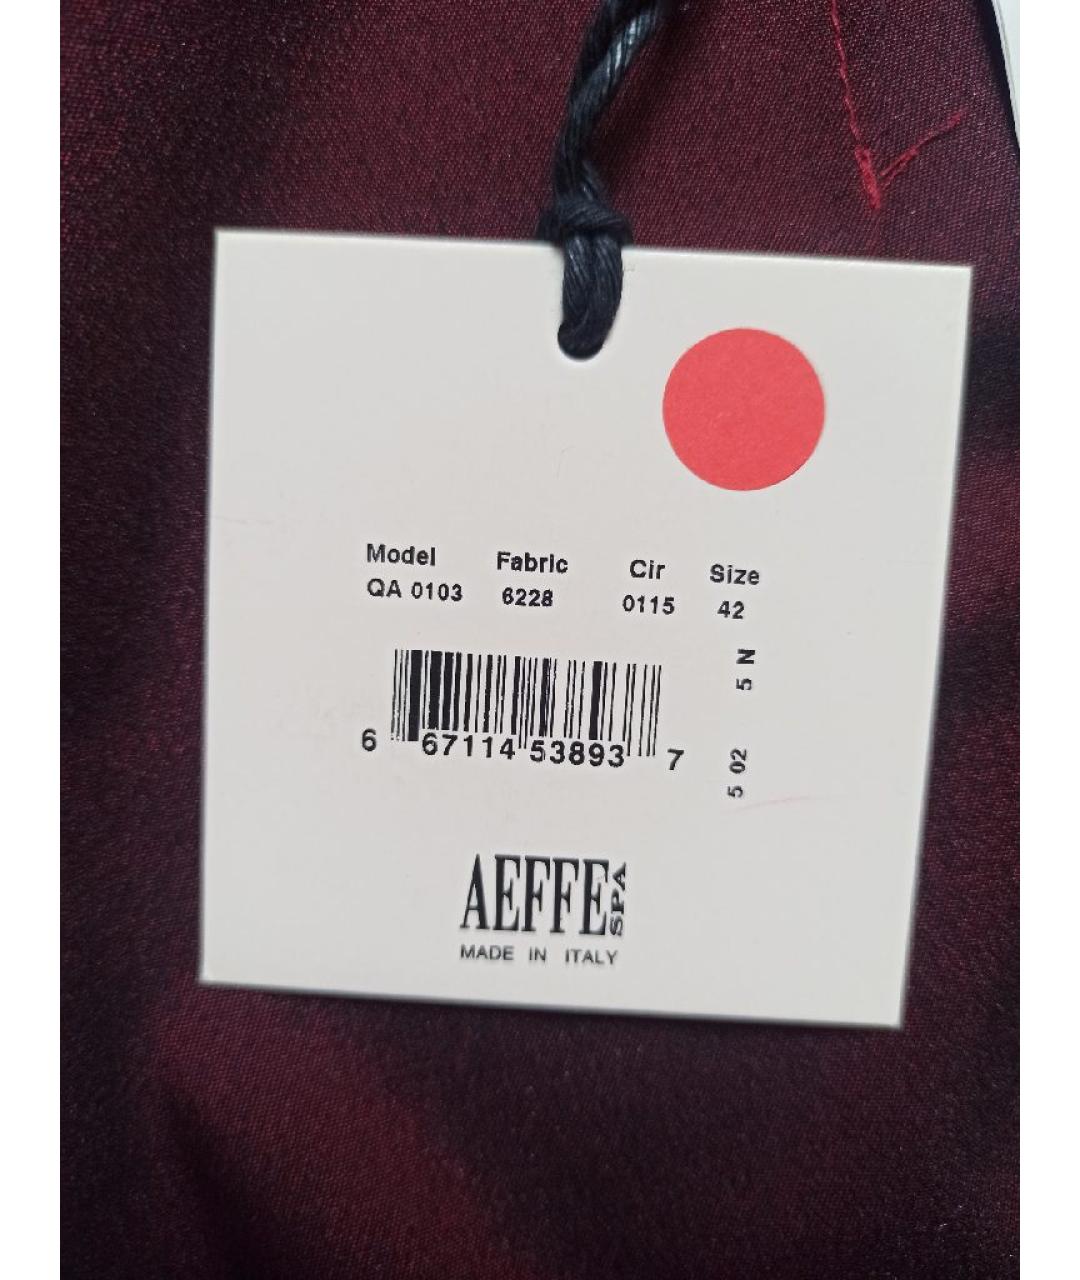 Model Fabric Clr Size
QA 0103 6228 0115 42
5 02 5 N
6 67114 53893 7
AEFFE SPA
MADE IN ITALY